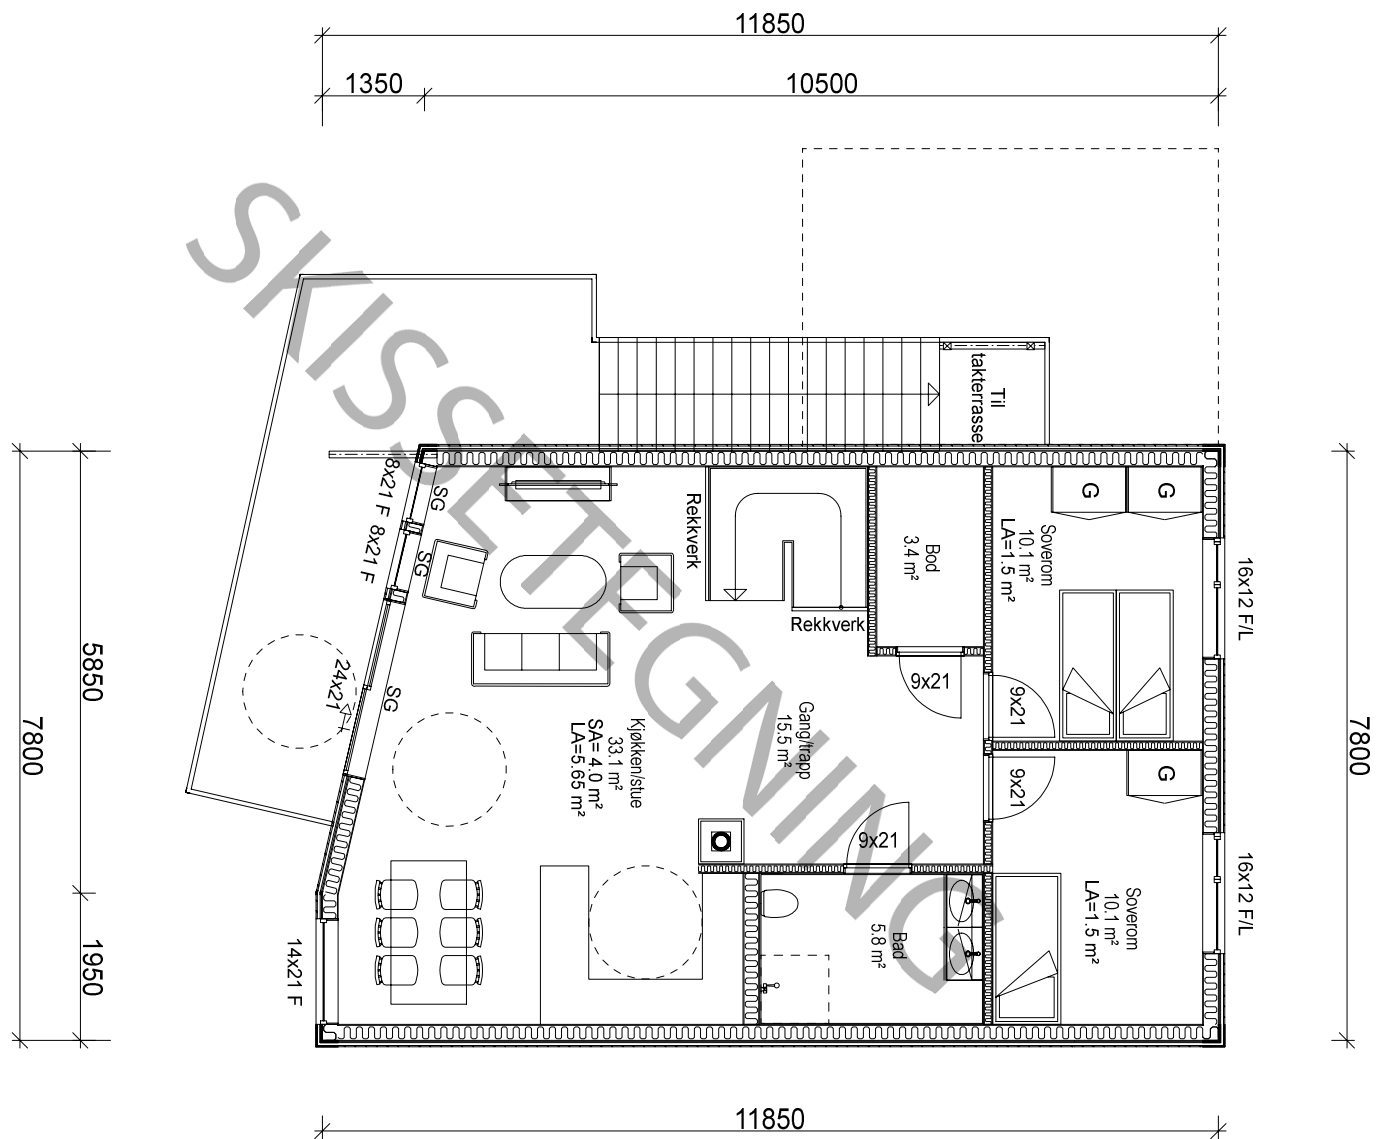 11850
1350
10500
SKISSETEGNING
Til
takterrasse
8x21 F
8x21 F
SG
SG
SG
24x21
Rekkverk
Rekkverk
Bod
3.4 m²
G
G
Soverom
10.1 m²
LA=1.5 m²
16x12 F/L
9x21
9x21
9x21
9x21
Gang/trapp
15.5 m²
Kjøkken/stue
33.1 m²
SA= 4.0 m²
LA=5.65 m²
G
Soverom
10.1 m²
LA=1.5 m²
16x12 F/L
Bad
5.8 m²
14x21 F
5850
7800
1950
7800
11850